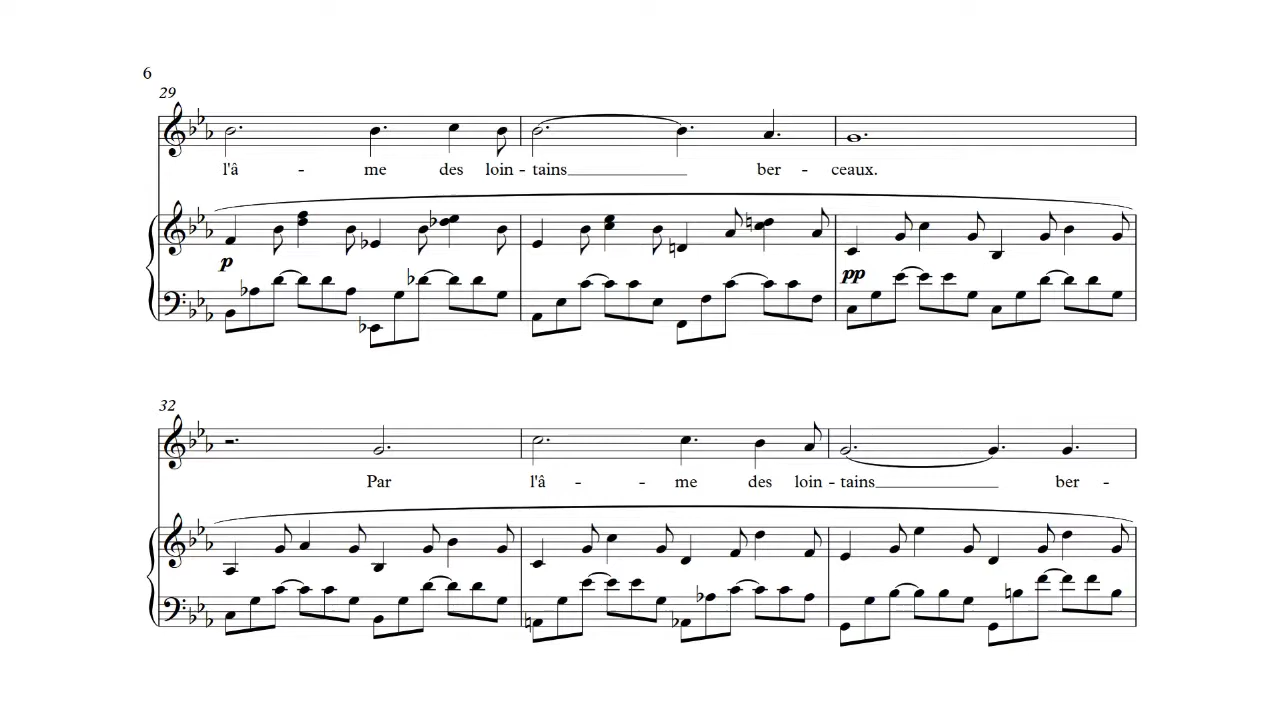 6
29
l'â - me des loin - tains ber - ceaux.
p pp
32
Par l'â - - me des loin - tains ber -